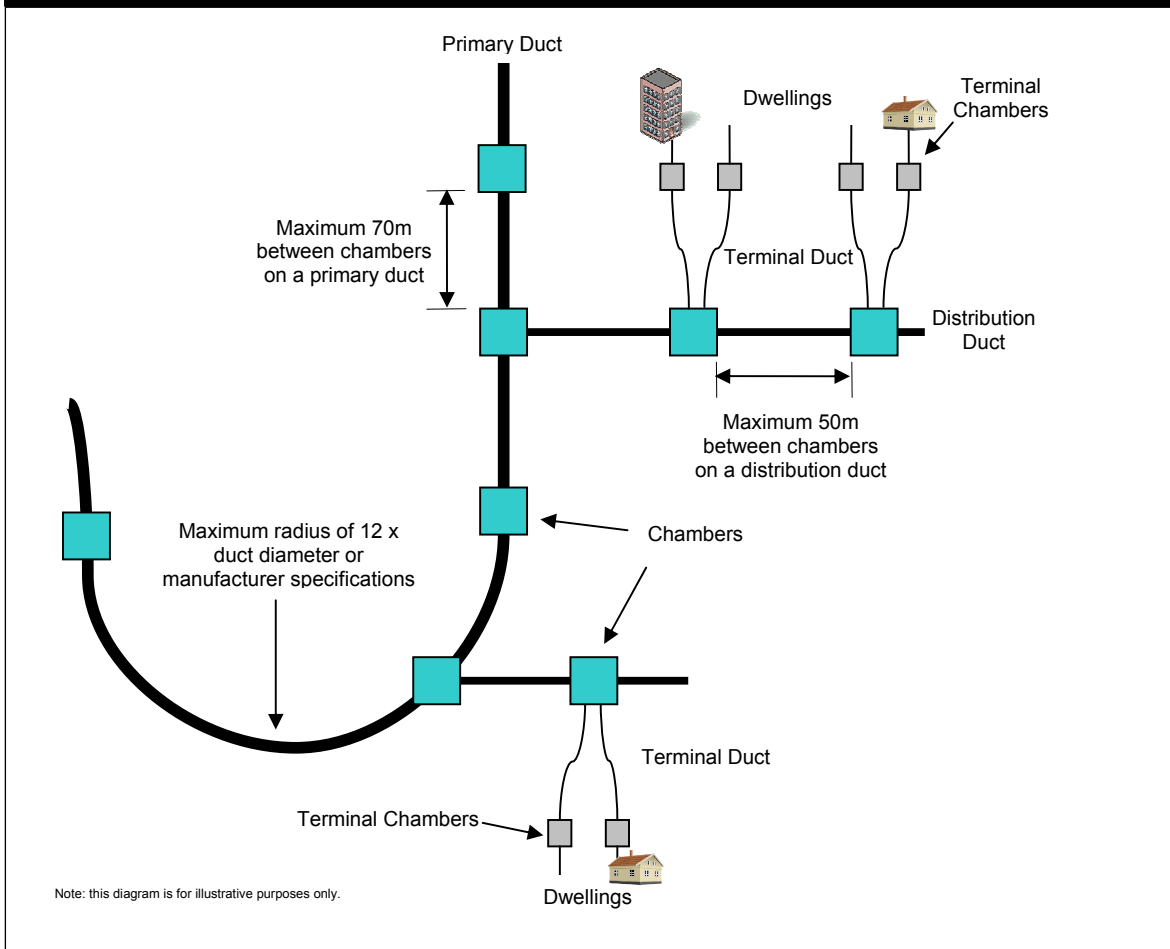 Primary Duct
Dwellings
Terminal
Chambers
Maximum 70m
between chambers
on a primary duct
Terminal Duct
Distribution
Duct
Maximum 50m
between chambers
on a distribution duct
Maximum radius of 12 x
duct diameter or
manufacturer specifications
Chambers
Terminal Duct
Terminal Chambers
Dwellings
Note: this diagram is for illustrative purposes only.